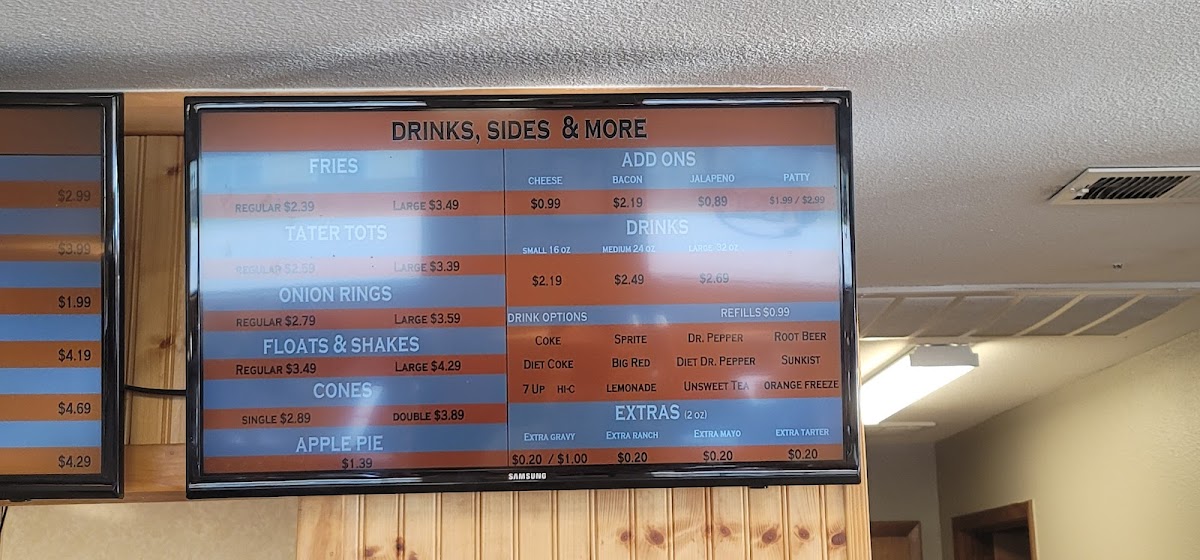 $2.99
$3.99
$1.99
$4.19
$4.69
$4.29
DRINKS, SIDES & MORE
FRIES
REGULAR $2.39 LARGE $3.49
TATER TOTS
REGULAR $2.59 LARGE $3.39
ONION RINGS
REGULAR $2.79 LARGE $3.59
FLOATS & SHAKES
REGULAR $3.49 LARGE $4.29
CONES
SINGLE $2.89 DOUBLE $3.89
APPLE PIE
$1.39
ADD ONS
CHEESE BACON JALAPENO PATTY
$0.99 $2.19 $0.89 $1.99 / $2.99
DRINKS
SMALL 16 OZ MEDIUM 24 OZ LARGE 32 OZ
$2.19 $2.49 $2.69
DRINK OPTIONS REFILLS $0.99
COKE SPRITE DR. PEPPER ROOT BEER
DIET COKE BIG RED DIET DR. PEPPER SUNKIST
7 UP HI-C LEMONADE UNSWEET TEA ORANGE FREEZE
EXTRAS (2 OZ)
EXTRA GRAVY EXTRA RANCH EXTRA MAYO EXTRA TARTER
$0.20 / $1.00 $0.20 $0.20 $0.20
SAMSUNG